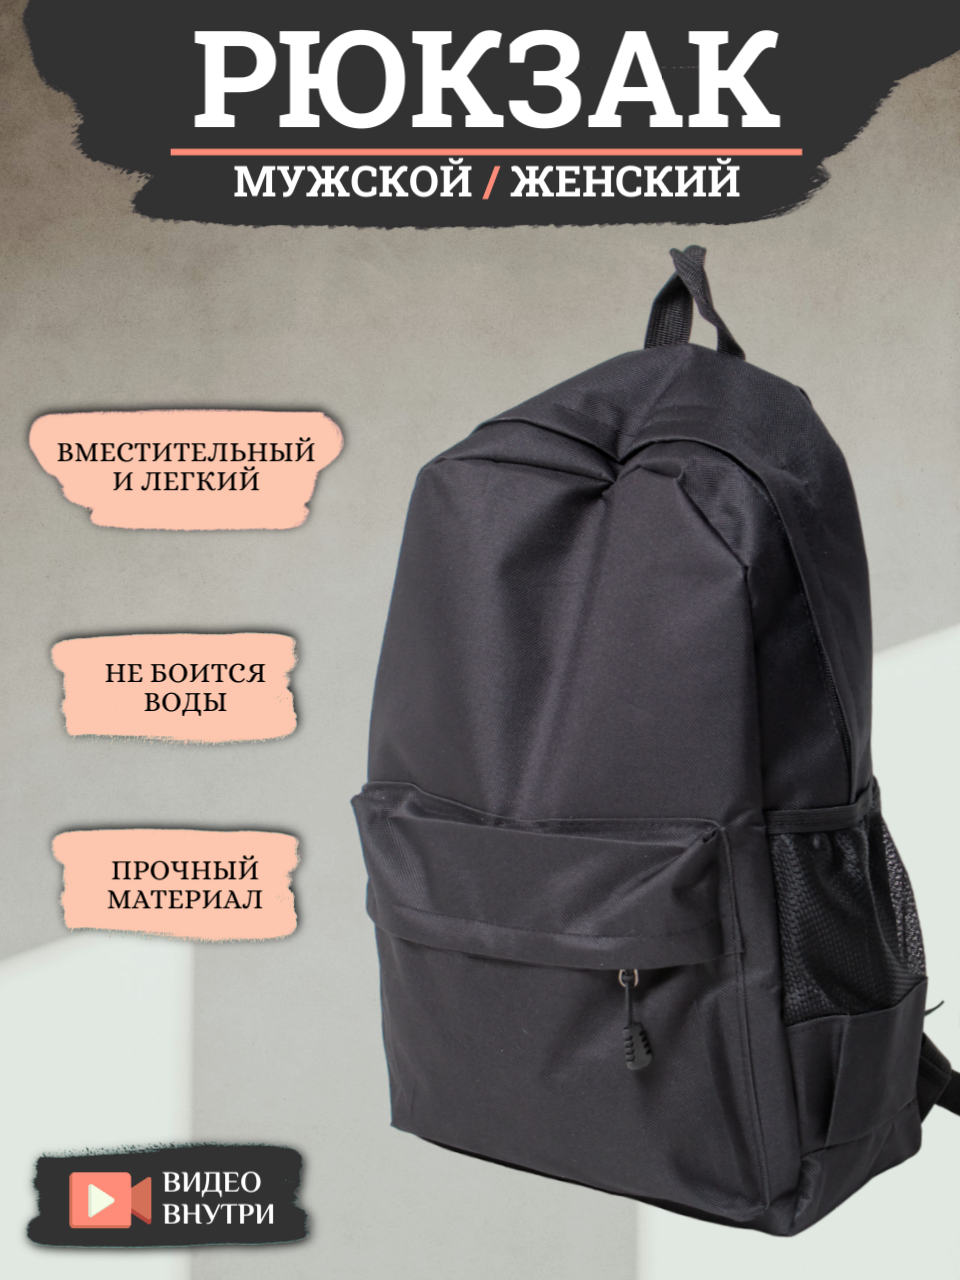 РЮКЗАК
МУЖСКОЙ / ЖЕНСКИЙ
ВМЕСТИТЕЛЬНЫЙ
И ЛЕГКИЙ
НЕ БОИТСЯ
ВОДЫ
ПРОЧНЫЙ
МАТЕРИАЛ
ВИДЕО
ВНУТРИ